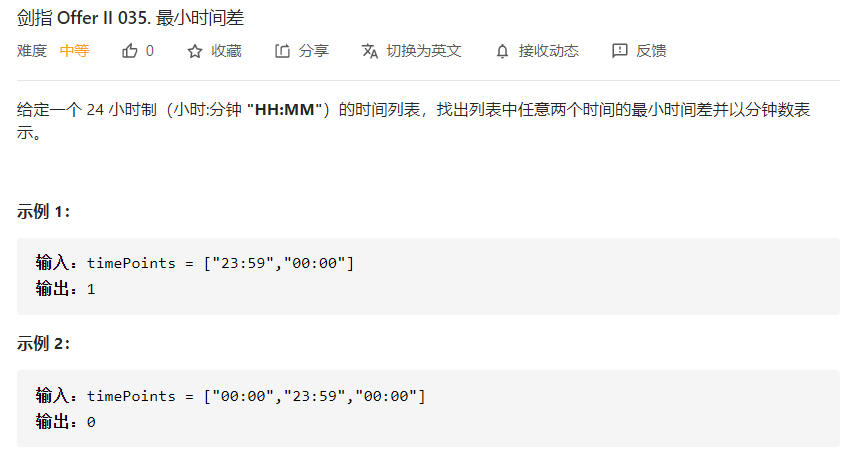 剑指 Offer II 035. 最小时间差
难度 中等 0 收藏 分享 切换为英文 接收动态 反馈
给定一个 24 小时制（小时:分钟 "HH:MM"）的时间列表，找出列表中任意两个时间的最小时间差并以分钟数表
示。
示例 1：
输入：timePoints = ["23:59","00:00"]
输出：1
示例 2：
输入：timePoints = ["00:00","23:59","00:00"]
输出：0